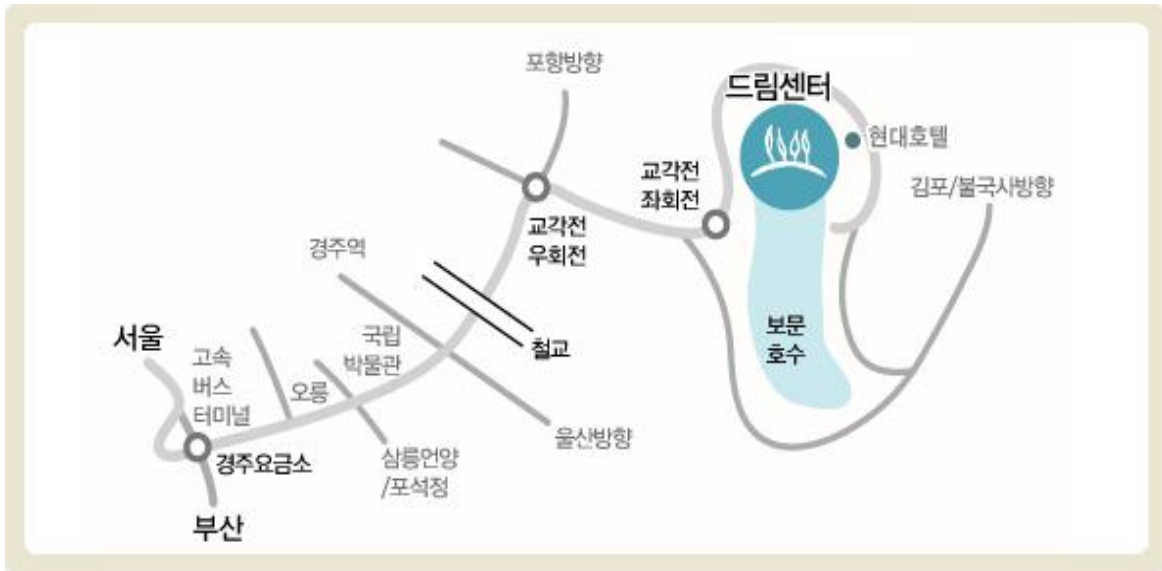 포항방향
드림센터
현대호텔
교각전
좌회전
김포/불국사방향
교각전
우회전
경주역
서울
고속
버스
터미널
오릉
국립
박물관
철교
보문
호수
경주요금소
삼릉언양
/포석정
울산방향
부산